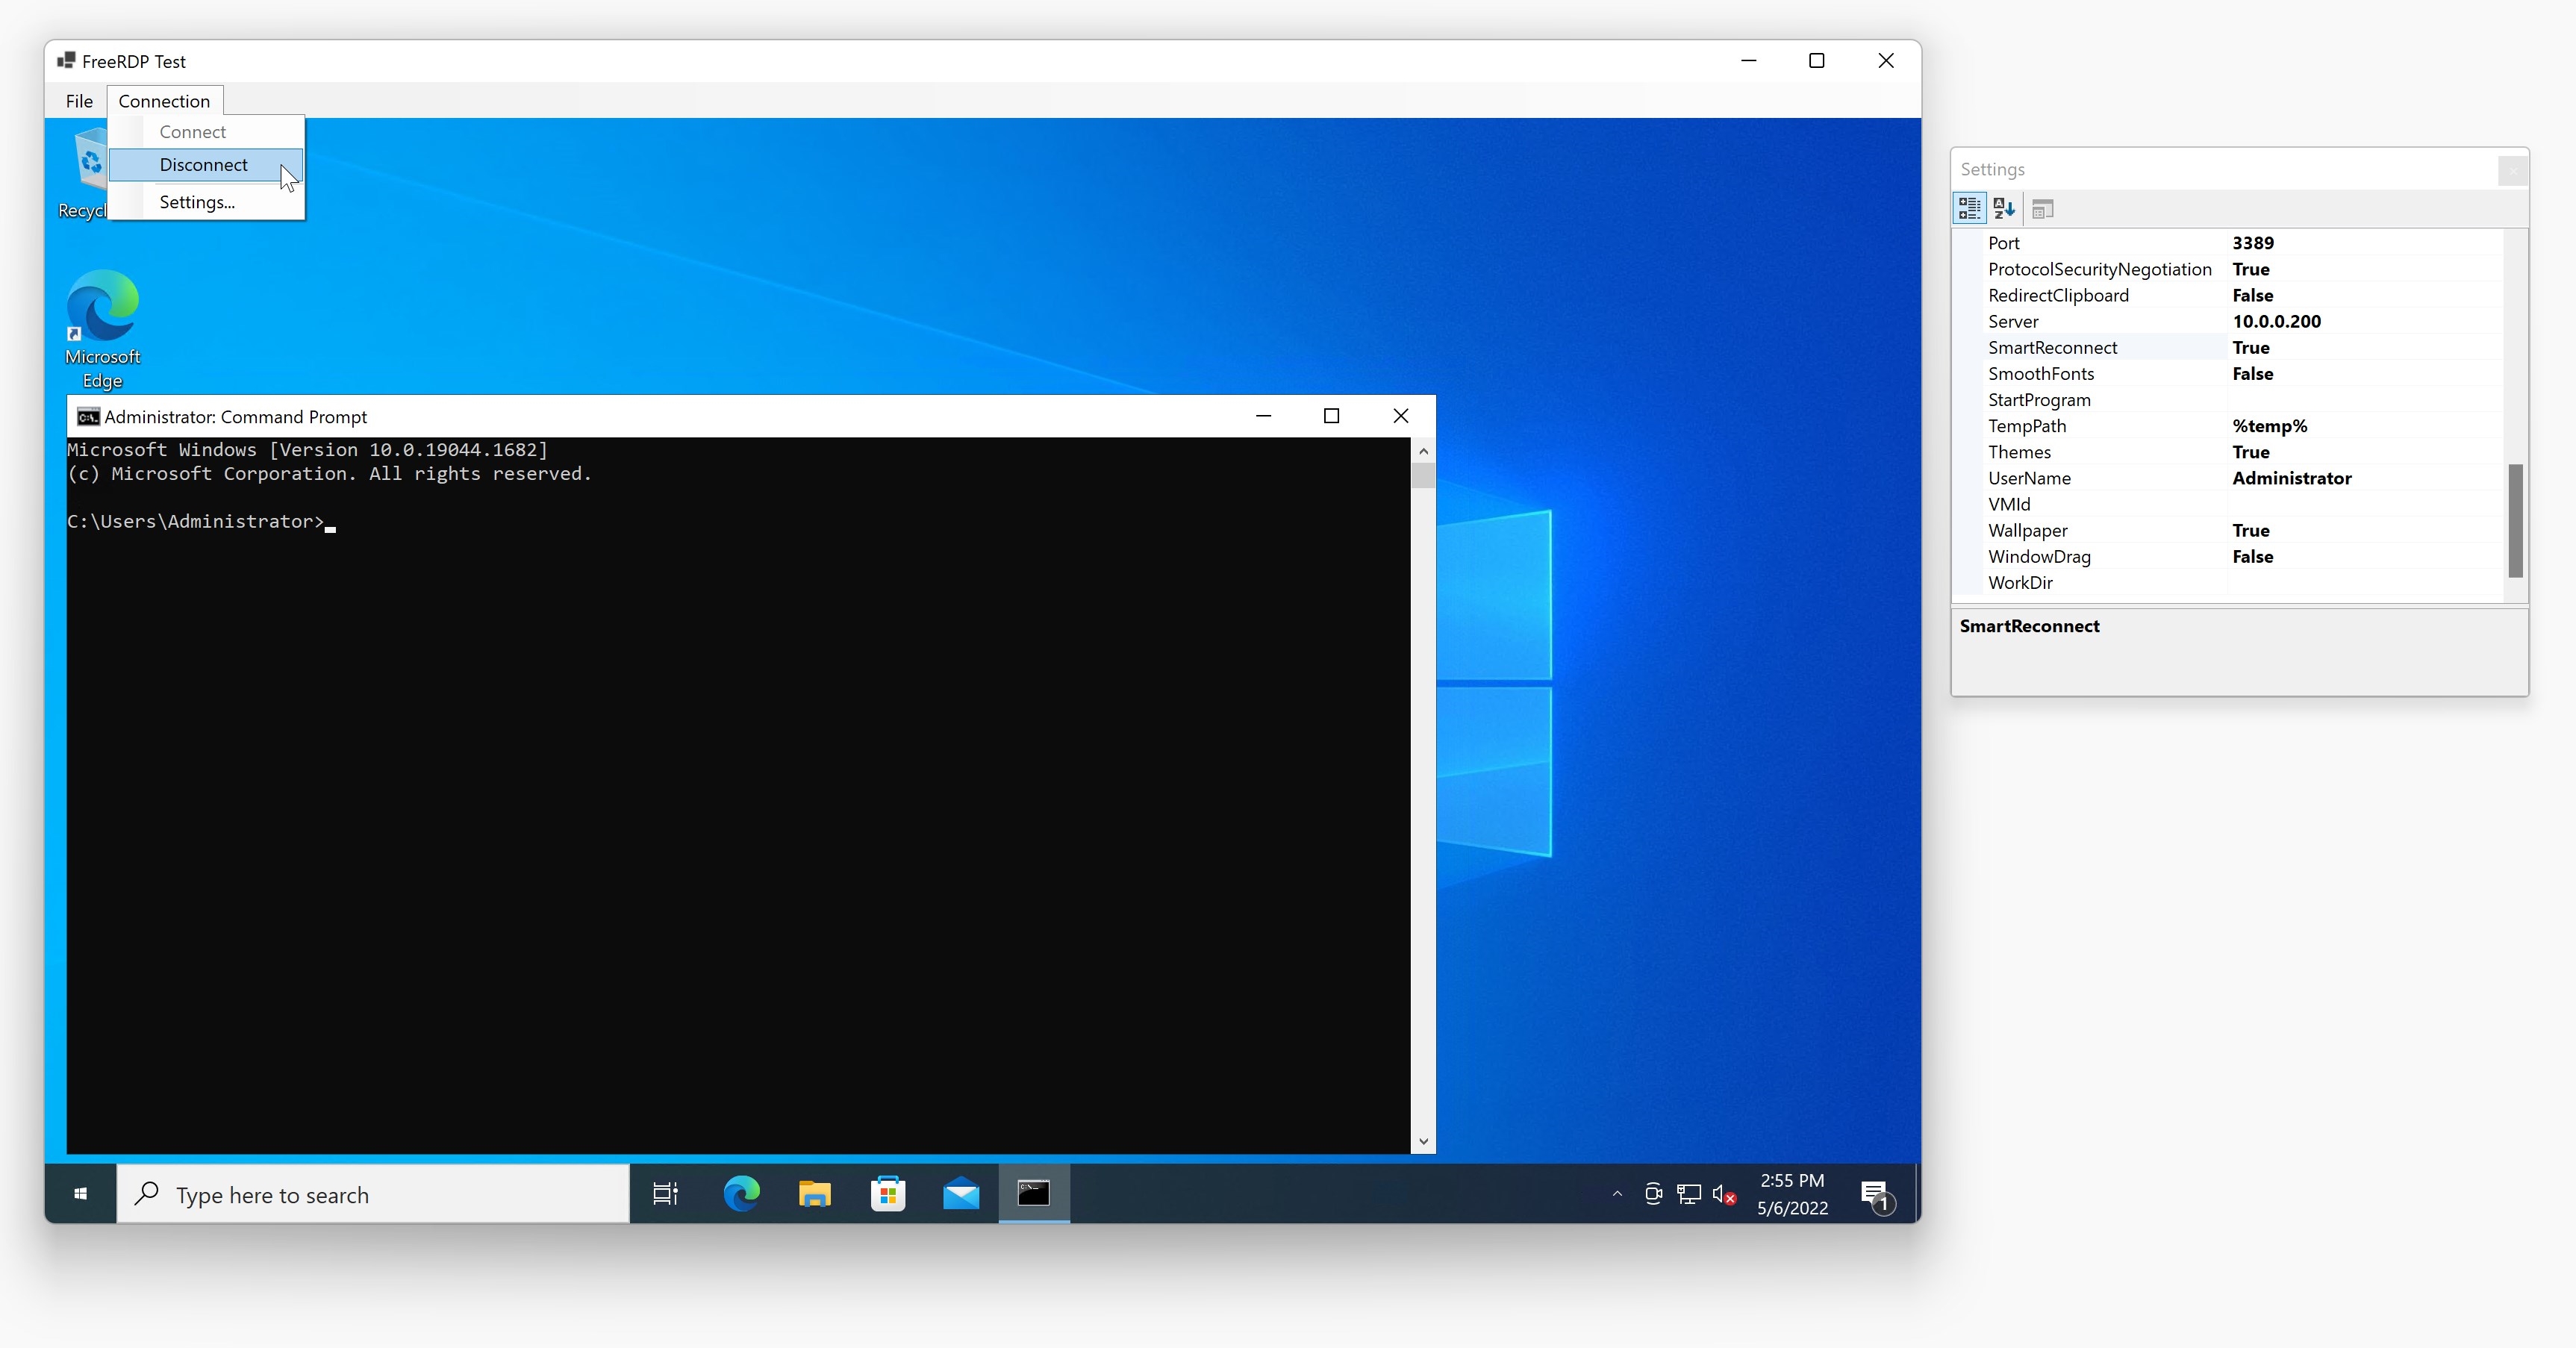 FreeRDP Test
File Connection
Connect
Disconnect
Settings...
Microsoft
Edge
Administrator: Command Prompt
Microsoft Windows [Version 10.0.19044.1682]
(c) Microsoft Corporation. All rights reserved.
C:\Users\Administrator>
Type here to search
2:55 PM
5/6/2022
1
Settings
Port 3389
ProtocolSecurityNegotiation True
RedirectClipboard False
Server 10.0.0.200
SmartReconnect True
SmoothFonts False
StartProgram
TempPath %temp%
Themes True
UserName Administrator
VMId
Wallpaper True
WindowDrag False
WorkDir
SmartReconnect